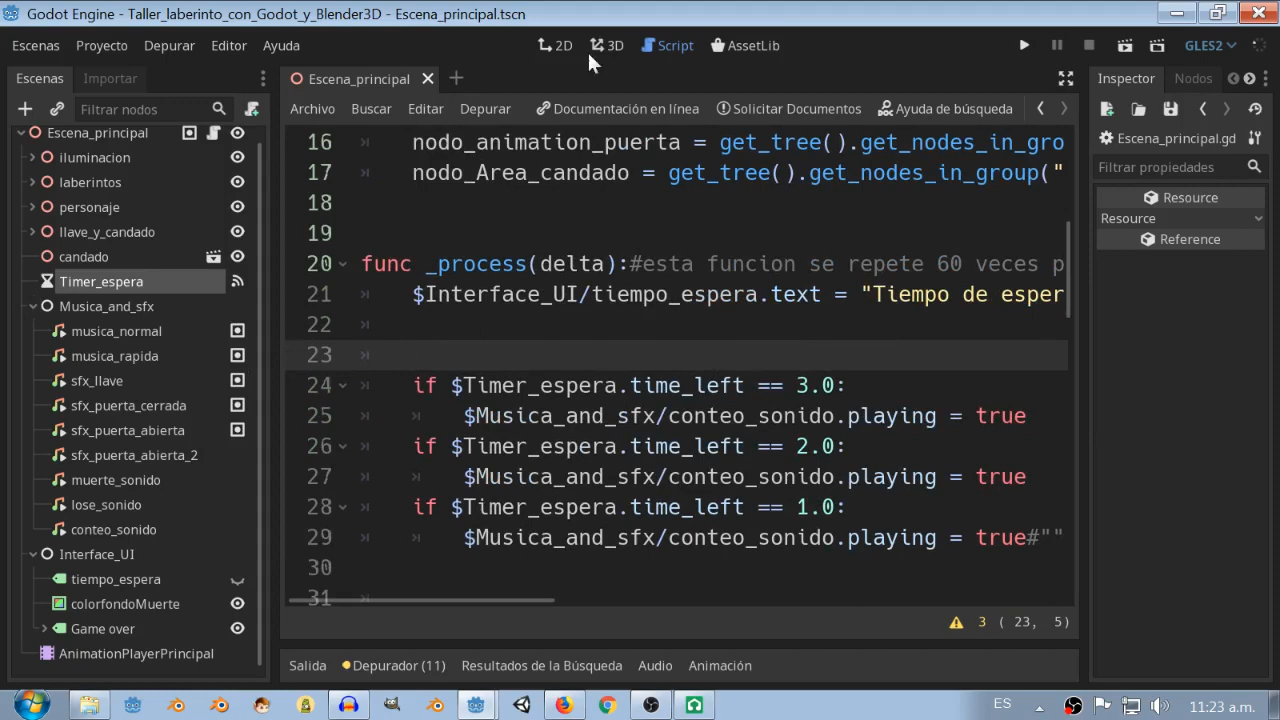 Godot Engine - Taller_laberinto_con_Godot_y_Blender3D - Escena_principal.tscn
Escenas Proyecto Depurar Editor Ayuda
2D 3D Script AssetLib
GLES2
Escenas Importar
Filtrar nodos
Escena_principal
iluminacion
laberintos
personaje
llave_y_candado
candado
Timer_espera
Musica_and_sfx
musica_normal
musica_rapida
sfx_llave
sfx_puerta_cerrada
sfx_puerta_abierta
sfx_puerta_abierta_2
muerte_sonido
lose_sonido
conteo_sonido
Interface_UI
tiempo_espera
colorfondoMuerte
Game over
AnimationPlayerPrincipal
Escena_principal
Archivo Buscar Editar Depurar Documentación en línea Solicitar Documentos Ayuda de búsqueda
16 nodo_animation_puerta = get_tree().get_nodes_in_gro
17 nodo_Area_candado = get_tree().get_nodes_in_group("
18
19
20 func _process(delta):#esta funcion se repete 60 veces p
21 $Interface_UI/tiempo_espera.text = "Tiempo de esper
22
23
24 if $Timer_espera.time_left == 3.0:
25 $Musica_and_sfx/conteo_sonido.playing = true
26 if $Timer_espera.time_left == 2.0:
27 $Musica_and_sfx/conteo_sonido.playing = true
28 if $Timer_espera.time_left == 1.0:
29 $Musica_and_sfx/conteo_sonido.playing = true#""
30
31
3 ( 23, 5)
Salida Depurador (11) Resultados de la Búsqueda Audio Animación
Inspector Nodos
Escena_principal.gd
Filtrar propiedades
Resource
Resource
Reference
ES 11:23 a.m.